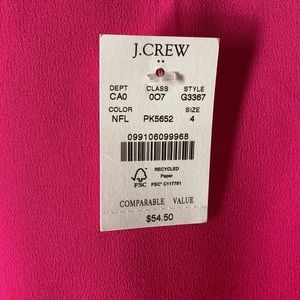 J.CREW
DEPT CLASS STYLE
CA0 007 G3367
COLOR SIZE
NFL PK5652 4
099106099968
RECYCLED
Paper
FSC FSC® C117781
COMPARABLE VALUE
$54.50